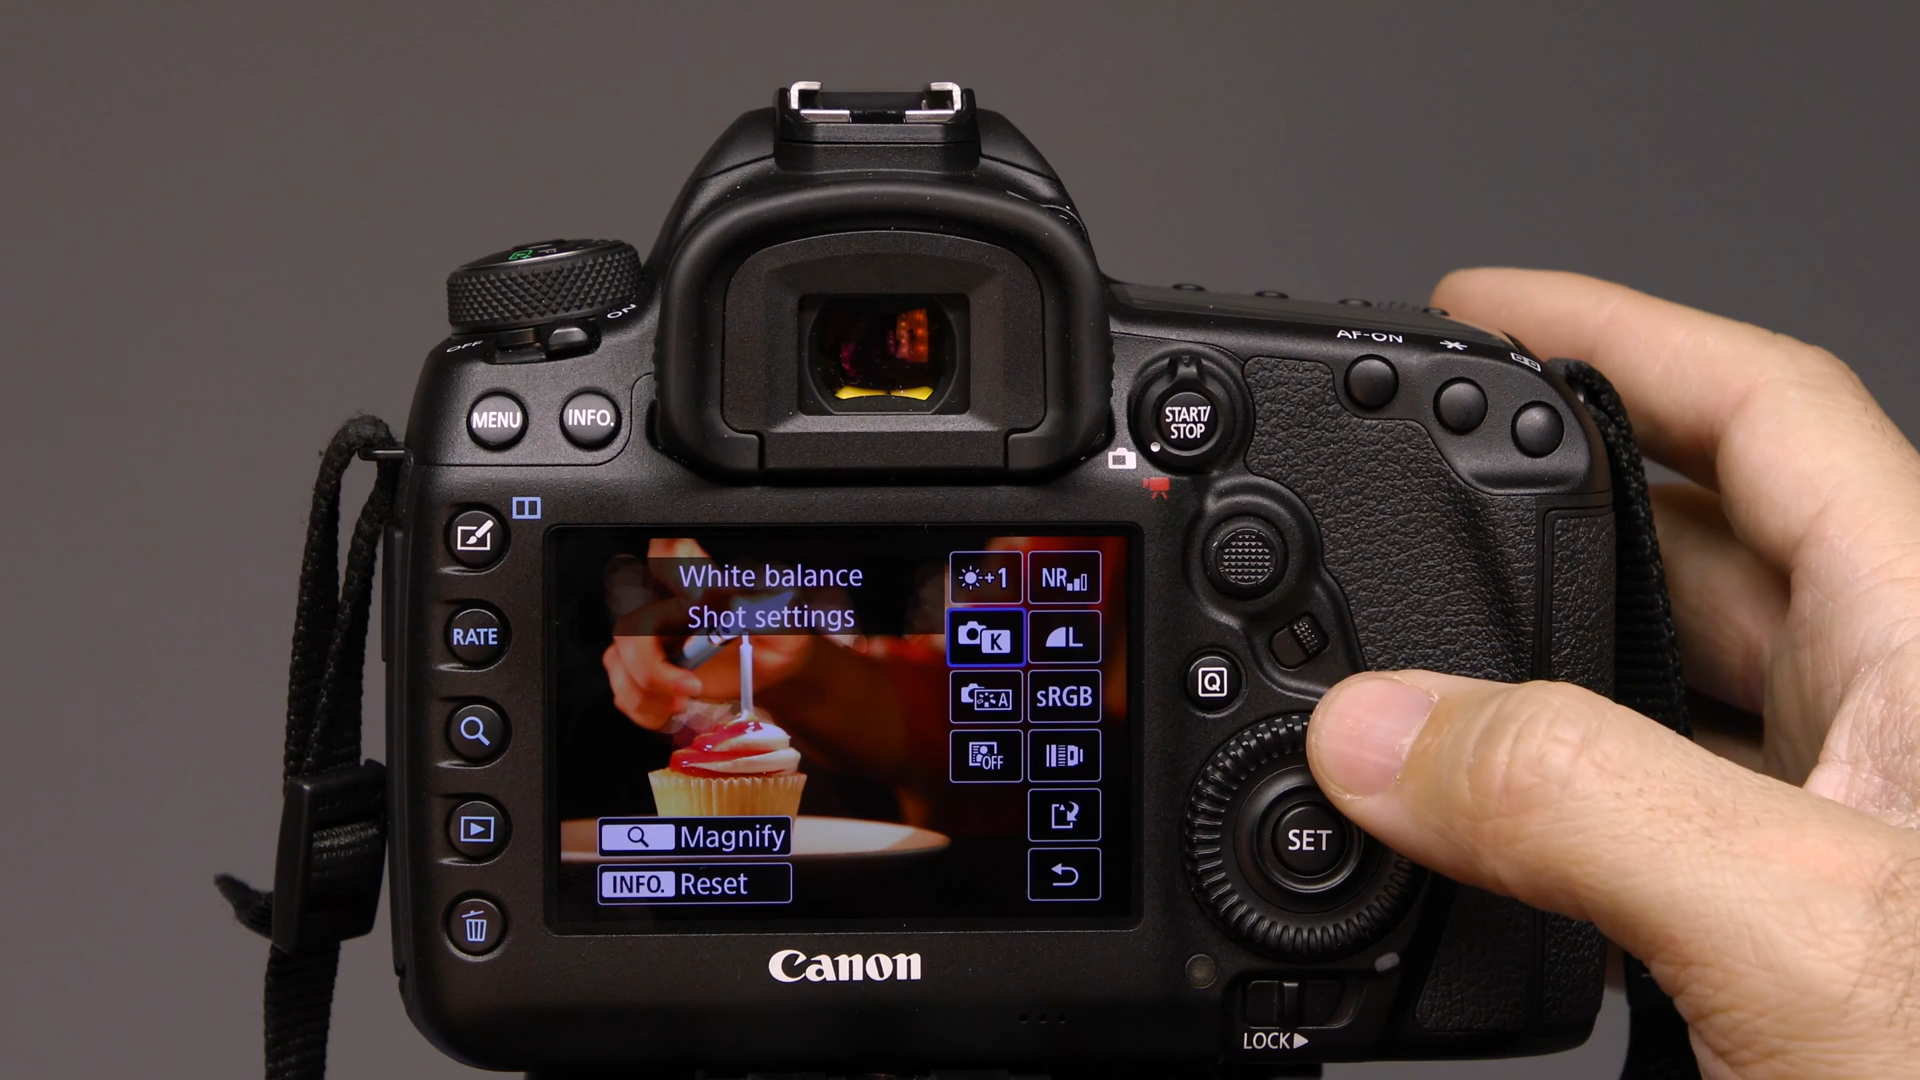 OFF
ON
MENU
INFO.
START/
STOP
AF-ON
RATE
White balance
Shot settings
+1
NR
K
L
A
sRGB
OFF
Magnify
INFO. Reset
Q
SET
Canon
LOCK